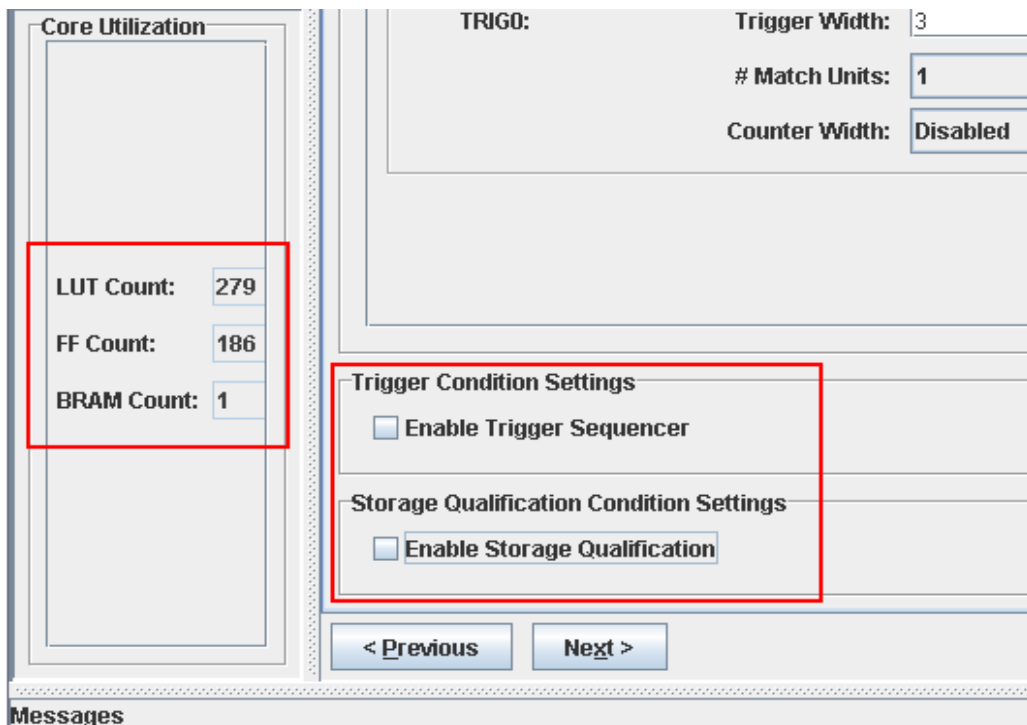 Core Utilization
LUT Count: 279
FF Count: 186
BRAM Count: 1
TRIG0: Trigger Width: 3
# Match Units: 1
Counter Width: Disabled
Trigger Condition Settings
Enable Trigger Sequencer
Storage Qualification Condition Settings
Enable Storage Qualification
< Previous Next >
Messages